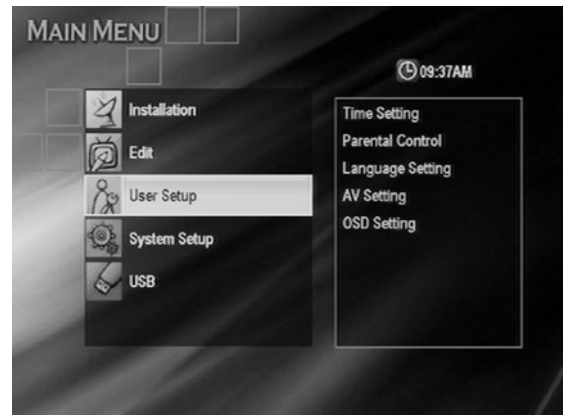 MAIN MENU
09:37AM
Installation
Edit
User Setup
System Setup
USB
Time Setting
Parental Control
Language Setting
AV Setting
OSD Setting